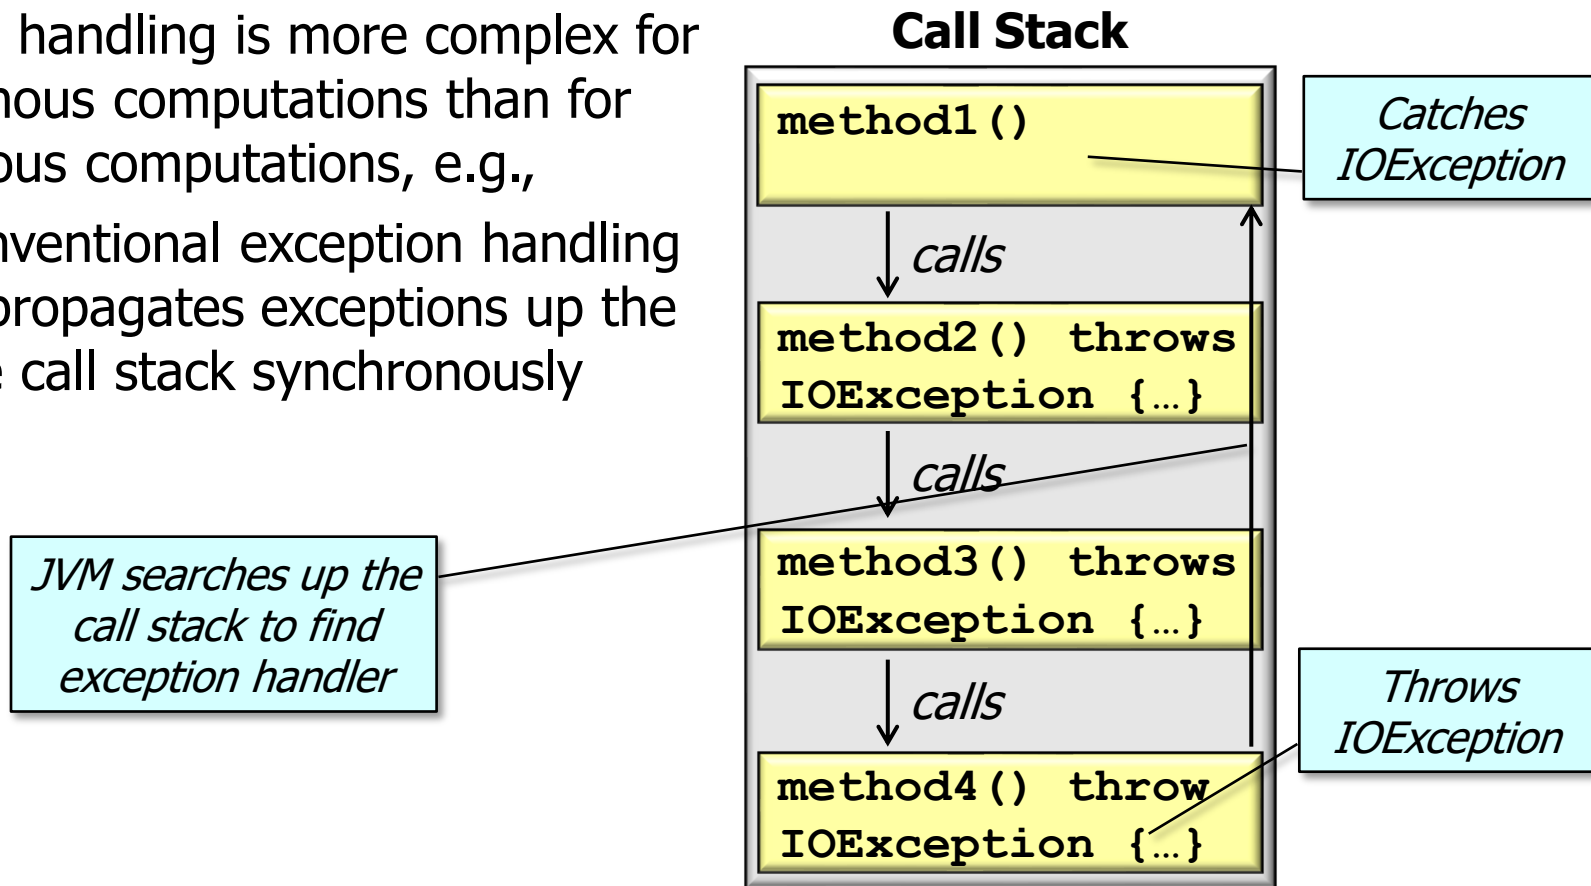 handling is more complex for
nous computations than for
ous computations, e.g.,
nventional exception handling
propagates exceptions up the
e call stack synchronously
Call Stack
method1()
Catches
IOException
calls
method2() throws
IOException {…}
calls
JVM searches up the
call stack to find
exception handler
method3() throws
IOException {…}
calls
Throws
IOException
method4() throw
IOException {…}